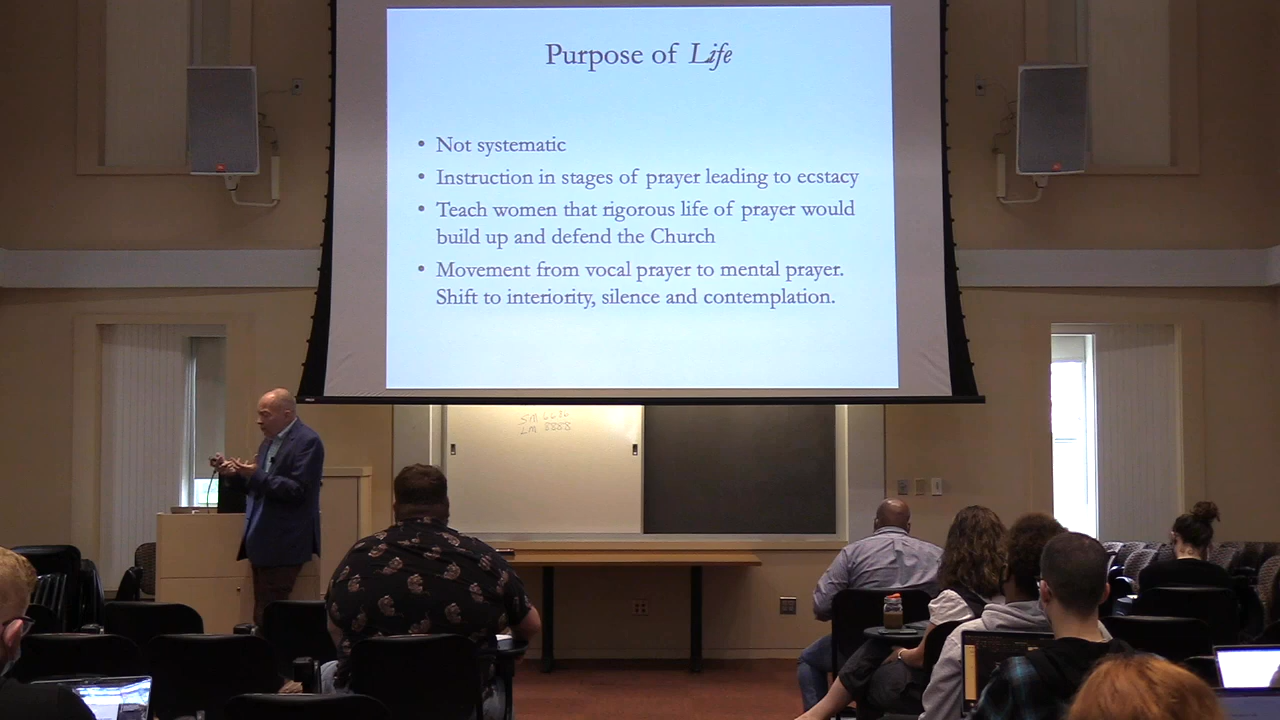 Purpose of Life
• Not systematic
• Instruction in stages of prayer leading to ecstacy
• Teach women that rigorous life of prayer would
build up and defend the Church
• Movement from vocal prayer to mental prayer.
Shift to interiority, silence and contemplation.
LM 8888